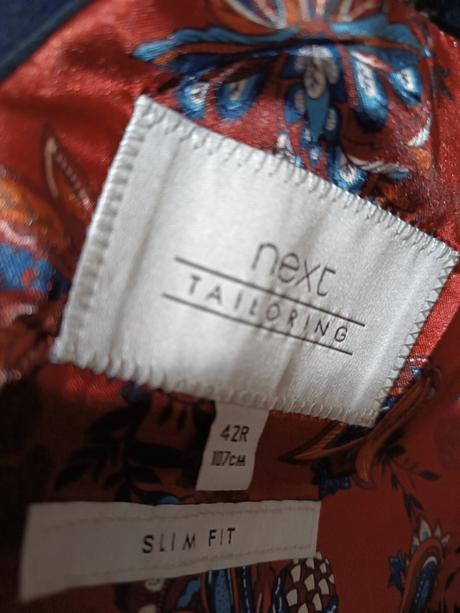 next
TAILORING
42R
107CM
SLIM FIT